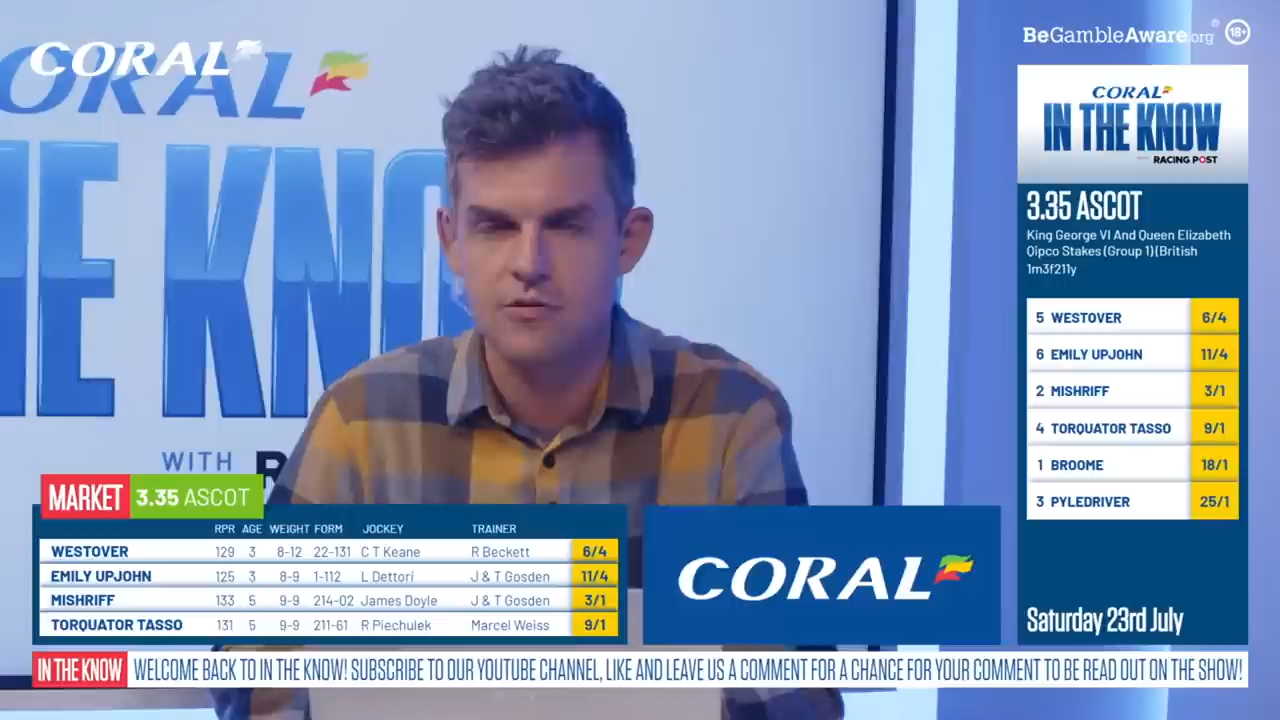 CORAL
CORAL
THE KNO
WITH R
BeGambleAware.org 18+
CORAL
IN THE KNOW
RACING POST
3.35 ASCOT
King George VI And Queen Elizabeth
Qipco Stakes (Group 1) (British
1m3f211y
5 WESTOVER 6/4
6 EMILY UPJOHN 11/4
2 MISHRIFF 3/1
4 TORQUATOR TASSO 9/1
1 BROOME 18/1
3 PYLEDRIVER 25/1
Saturday 23rd July
MARKET 3.35 ASCOT
RPR AGE WEIGHT FORM JOCKEY TRAINER
WESTOVER 129 3 8-12 22-131 C T Keane R Beckett 6/4
EMILY UPJOHN 125 3 8-9 1-112 L Dettori J & T Gosden 11/4
MISHRIFF 133 5 9-9 214-02 James Doyle J & T Gosden 3/1
TORQUATOR TASSO 131 5 9-9 211-61 R Piechulek Marcel Weiss 9/1
CORAL
IN THE KNOW WELCOME BACK TO IN THE KNOW! SUBSCRIBE TO OUR YOUTUBE CHANNEL, LIKE AND LEAVE US A COMMENT FOR A CHANCE FOR YOUR COMMENT TO BE READ OUT ON THE SHOW!